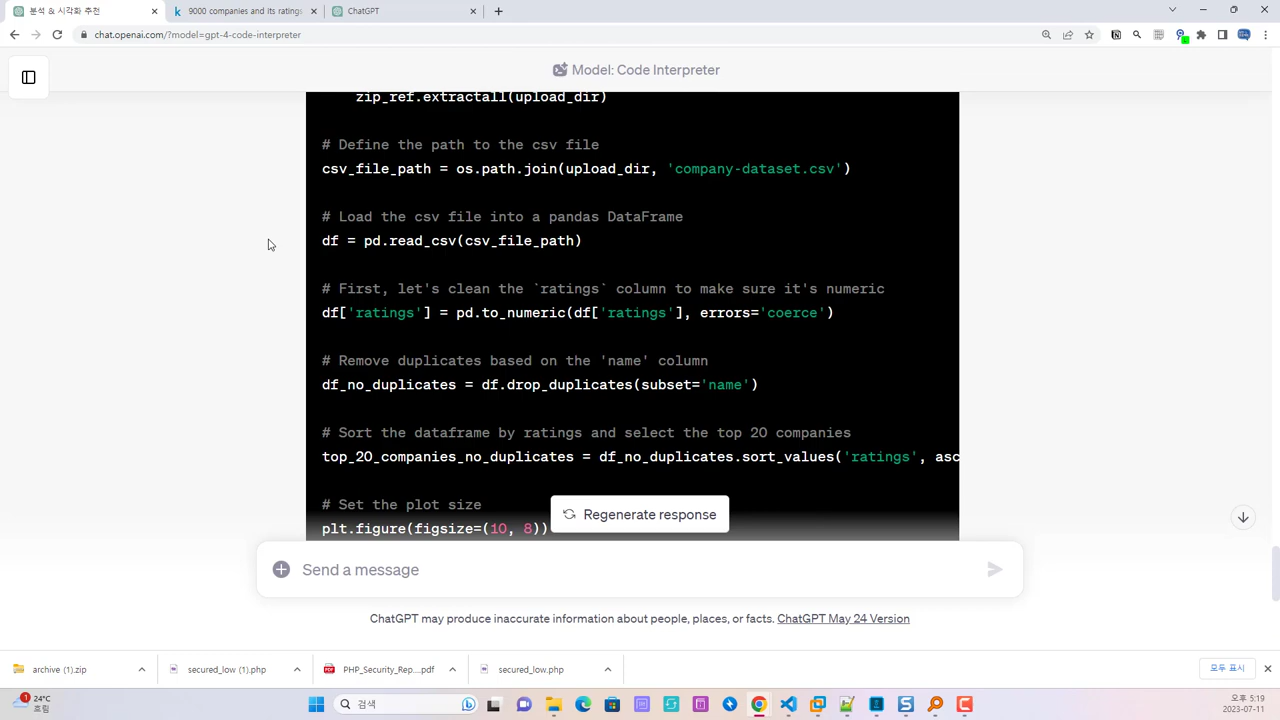 분석 & 시각화 추천
9000 companies and its ratings
ChatGPT
chat.openai.com/?model=gpt-4-code-interpreter
Model: Code Interpreter
zip_ref.extractall(upload_dir)
# Define the path to the csv file
csv_file_path = os.path.join(upload_dir, 'company-dataset.csv')
# Load the csv file into a pandas DataFrame
df = pd.read_csv(csv_file_path)
# First, let's clean the `ratings` column to make sure it's numeric
df['ratings'] = pd.to_numeric(df['ratings'], errors='coerce')
# Remove duplicates based on the 'name' column
df_no_duplicates = df.drop_duplicates(subset='name')
# Sort the dataframe by ratings and select the top 20 companies
top_20_companies_no_duplicates = df_no_duplicates.sort_values('ratings', asc
# Set the plot size
plt.figure(figsize=(10, 8))
Regenerate response
Send a message
ChatGPT may produce inaccurate information about people, places, or facts. ChatGPT May 24 Version
archive (1).zip
secured_low (1).php
PHP_Security_Rep....pdf
secured_low.php
모두 표시
1
24°C
흐림
검색
오후 5:19
2023-07-11